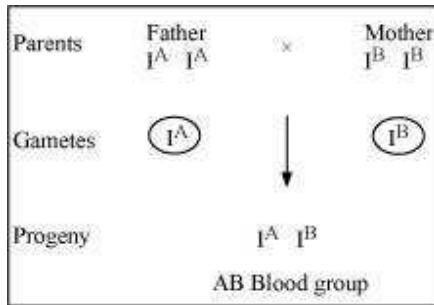 Parents Father × Mother
I^A I^A I^B I^B
Gametes I^A I^B
Progeny I^A I^B
AB Blood group